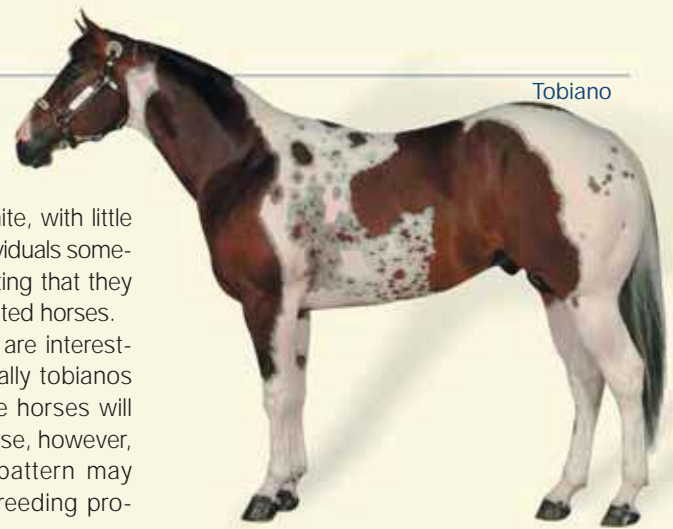 Tobiano
ite, with little
viduals some-
ting that they
ted horses.
are interest-
ally tobianos
e horses will
rse, however,
pattern may
reeding pro-